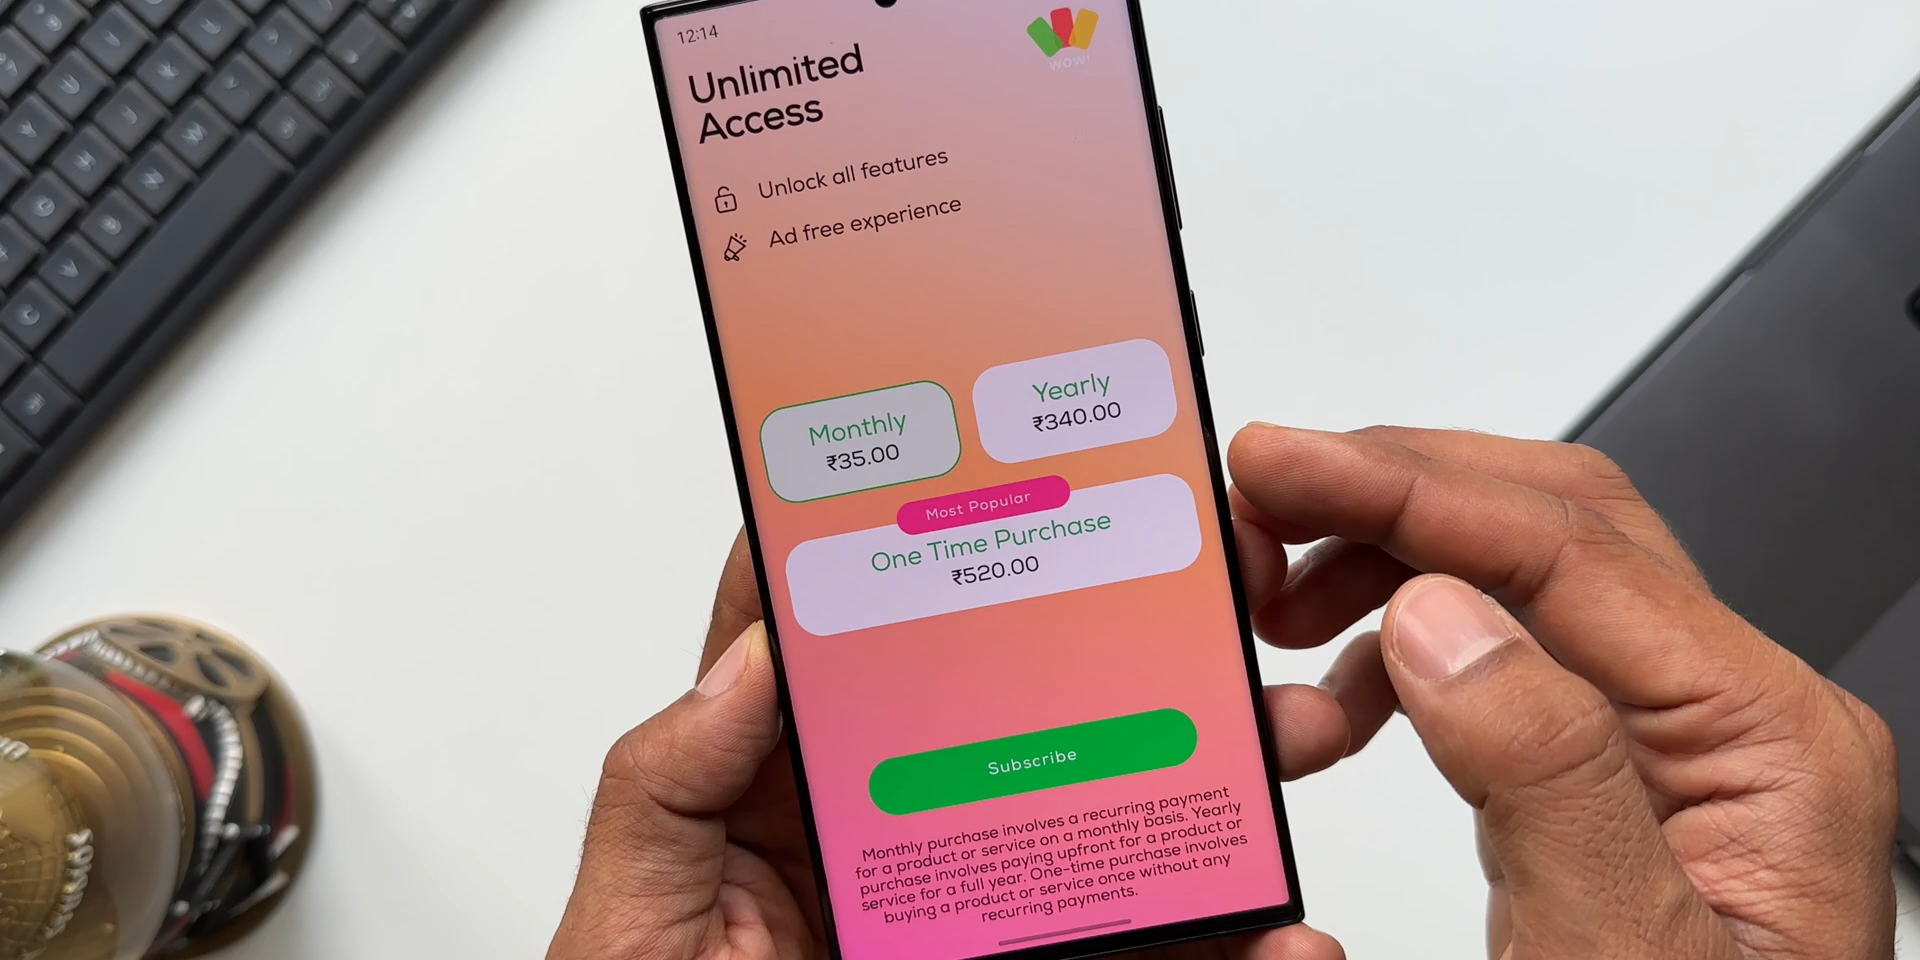 12:14
WOW!
Unlimited
Access
Unlock all features
Ad free experience
Monthly
₹35.00
Yearly
₹340.00
Most Popular
One Time Purchase
₹520.00
Subscribe
Monthly purchase involves a recurring payment
for a product or service on a monthly basis. Yearly
purchase involves paying upfront for a product or
service for a full year. One-time purchase involves
buying a product or service once without any
recurring payments.